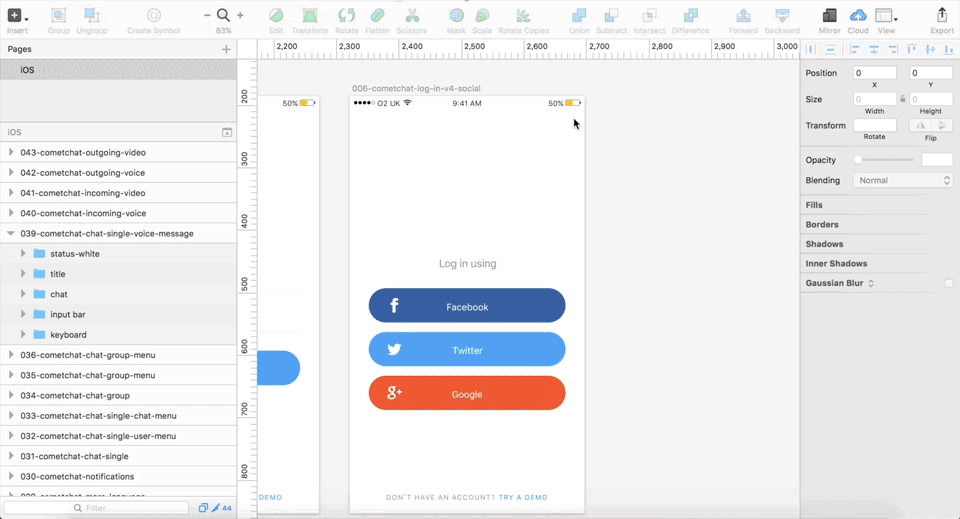 Insert
Group
Ungroup
Create Symbol
83%
Edit
Transform
Rotate
Flatten
Scissors
Mask
Scale
Rotate Copies
Union
Subtract
Intersect
Difference
Forward
Backward
Mirror
Cloud
View
Export
Pages
iOS
iOS
043-cometchat-outgoing-video
042-cometchat-outgoing-voice
041-cometchat-incoming-video
040-cometchat-incoming-voice
039-cometchat-chat-single-voice-message
status-white
title
chat
input bar
keyboard
036-cometchat-chat-group-menu
035-cometchat-chat-group-menu
034-cometchat-chat-group
033-cometchat-chat-single-chat-menu
032-cometchat-chat-single-user-menu
031-cometchat-chat-single
030-cometchat-notifications
Filter
44
2,200
2,300
2,400
2,500
2,600
2,700
2,800
2,900
3,000
200
300
400
500
600
700
800
50%
DEMO
006-cometchat-log-in-v4-social
O2 UK
9:41 AM
50%
Log in using
Facebook
Twitter
Google
DON'T HAVE AN ACCOUNT? TRY A DEMO
Position
0
0
X
Y
Size
0
0
Width
Height
Transform
Rotate
Flip
Opacity
Blending
Normal
Fills
Borders
Shadows
Inner Shadows
Gaussian Blur